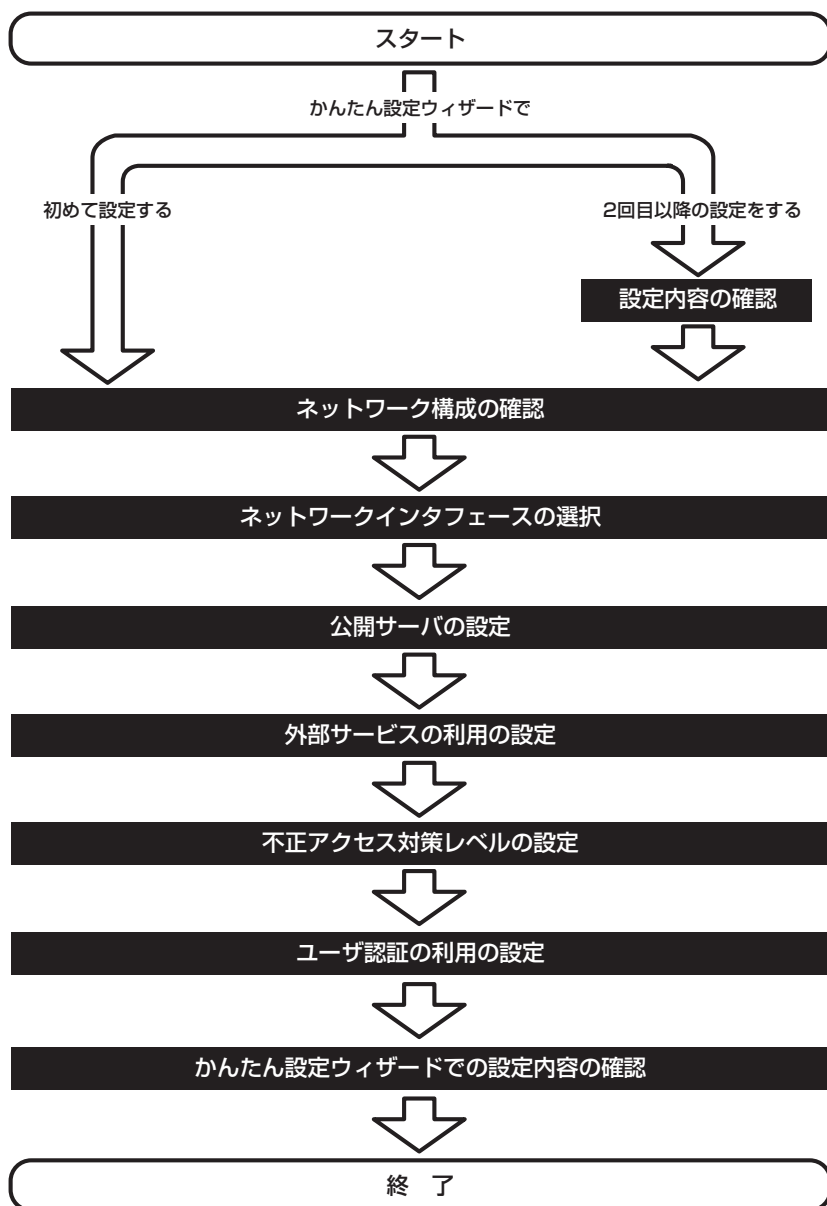 スタート
かんたん設定ウィザードで
初めて設定する
2回目以降の設定をする
設定内容の確認
ネットワーク構成の確認
ネットワークインタフェースの選択
公開サーバの設定
外部サービスの利用の設定
不正アクセス対策レベルの設定
ユーザ認証の利用の設定
かんたん設定ウィザードでの設定内容の確認
終　了